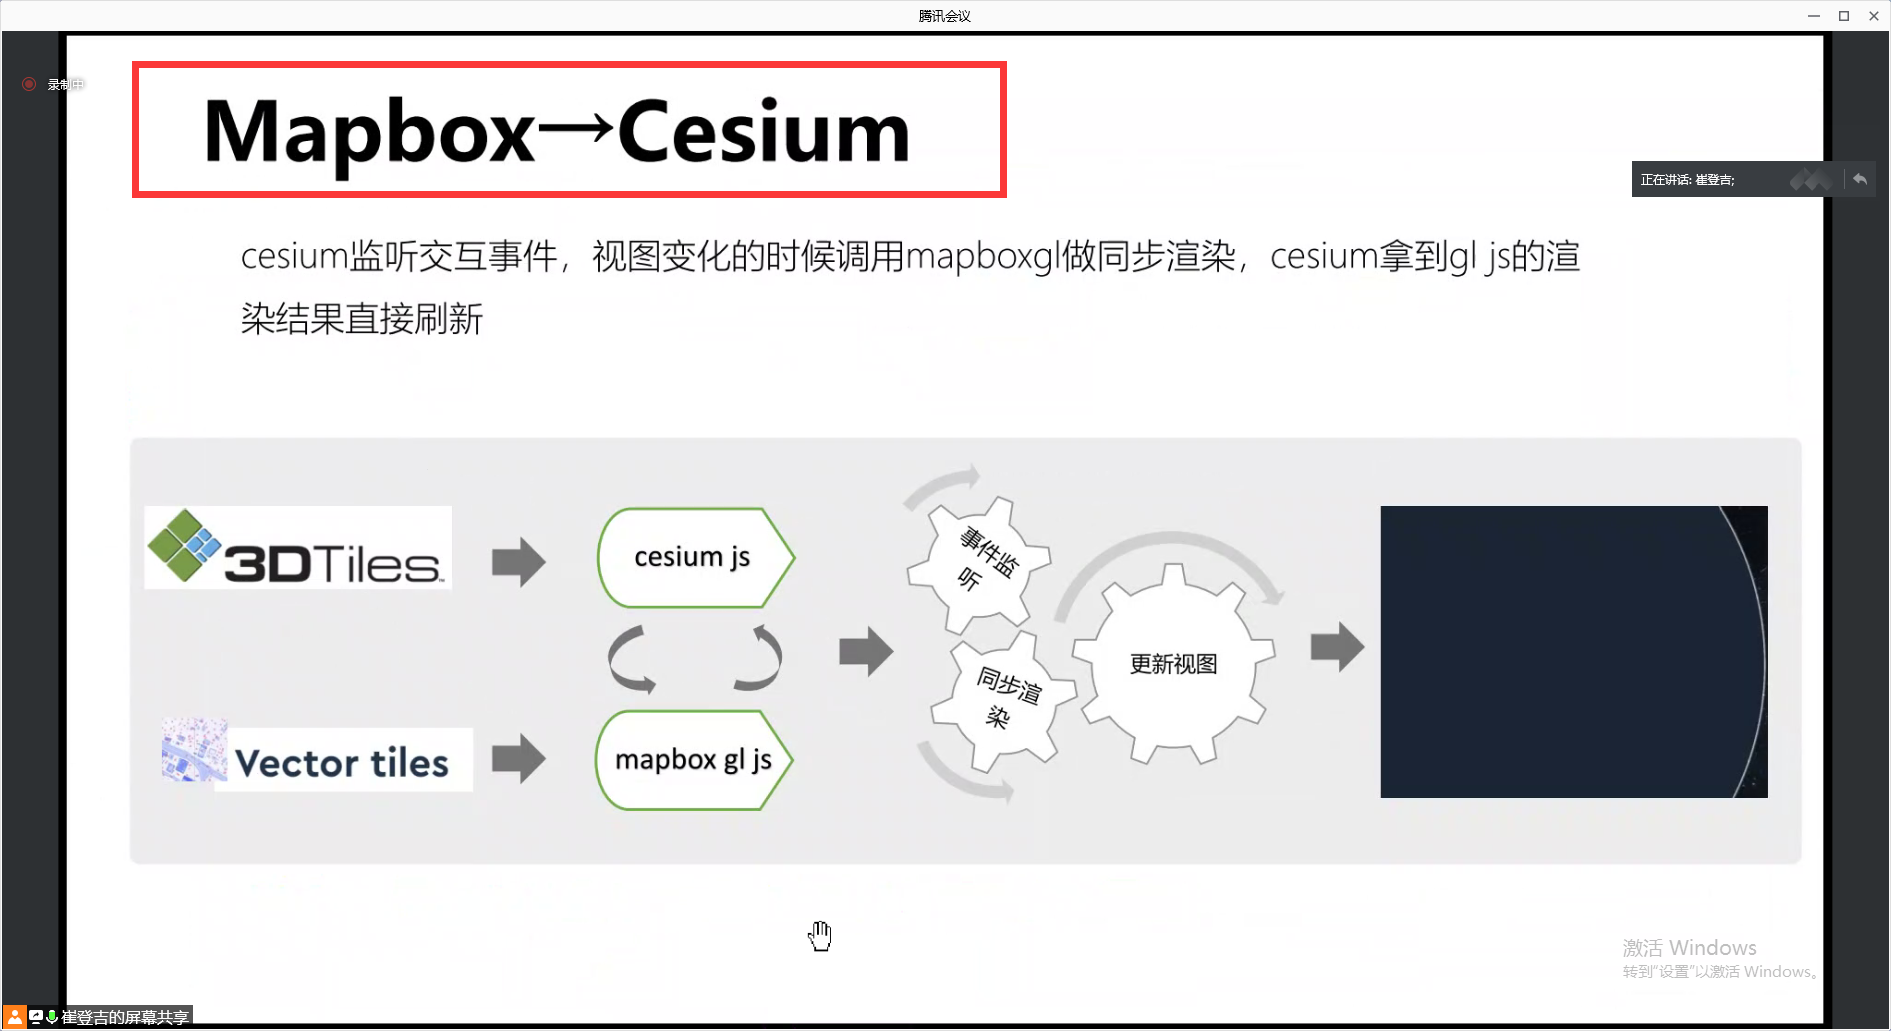 腾讯会议
录制中
Mapbox→Cesium
正在讲话: 崔登吉;
cesium监听交互事件，视图变化的时候调用mapboxgl做同步渲染，cesium拿到gl js的渲
染结果直接刷新
3DTiles™
cesium js
事件监
听
同步渲
染
更新视图
Vector tiles
mapbox gl js
激活 Windows
转到"设置"以激活 Windows。
崔登吉的屏幕共享